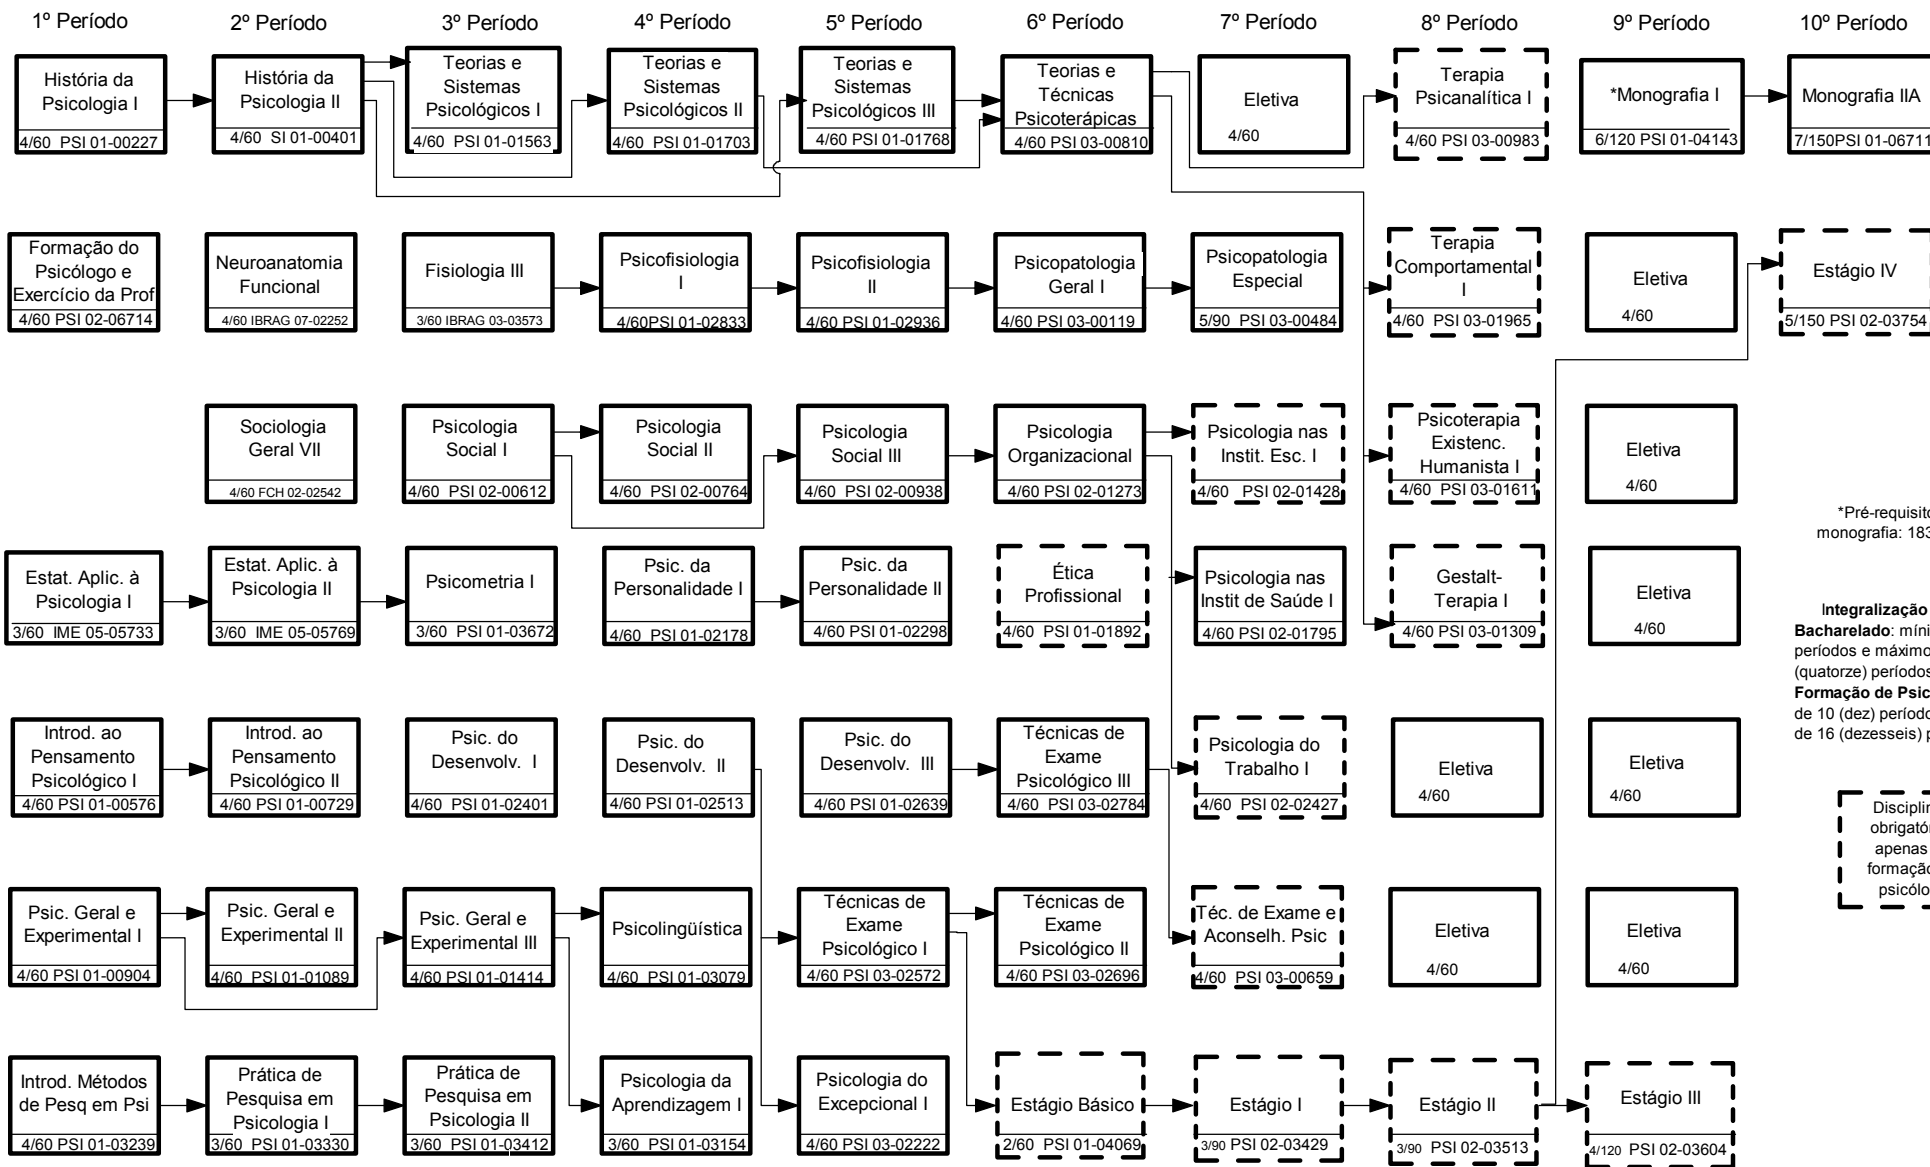 1º Período
2º Período
3º Período
4º Período
5º Período
6º Período
7º Período
8º Período
9º Período
10º Período
História da
Psicologia I
4/60 PSI 01-00227
História da
Psicologia II
4/60 SI 01-00401
Teorias e
Sistemas
Psicológicos I
4/60 PSI 01-01563
Teorias e
Sistemas
Psicológicos II
4/60 PSI 01-01703
Teorias e
Sistemas
Psicológicos III
4/60 PSI 01-01768
Teorias e
Técnicas
Psicoterápicas
4/60 PSI 03-00810
Eletiva
4/60
Terapia
Psicanalítica I
4/60 PSI 03-00983
*Monografia I
6/120 PSI 01-04143
Monografia IIA
7/150PSI 01-06711
Formação do
Psicólogo e
Exercício da Prof
4/60 PSI 02-06714
Neuroanatomia
Funcional
4/60 IBRAG 07-02252
Fisiologia III
3/60 IBRAG 03-03573
Psicofisiologia
I
4/60PSI 01-02833
Psicofisiologia
II
4/60 PSI 01-02936
Psicopatologia
Geral I
4/60 PSI 03-00119
Psicopatologia
Especial
5/90 PSI 03-00484
Terapia
Comportamental
I
4/60 PSI 03-01965
Eletiva
4/60
Estágio IV
5/150 PSI 02-03754
Sociologia
Geral VII
4/60 FCH 02-02542
Psicologia
Social I
4/60 PSI 02-00612
Psicologia
Social II
4/60 PSI 02-00764
Psicologia
Social III
4/60 PSI 02-00938
Psicologia
Organizacional
4/60 PSI 02-01273
Psicologia nas
Instit. Esc. I
4/60 PSI 02-01428
Psicoterapia
Existenc.
Humanista I
4/60 PSI 03-01611
Eletiva
4/60
*Pré-requisito
monografia: 183
Estat. Aplic. à
Psicologia I
3/60 IME 05-05733
Estat. Aplic. à
Psicologia II
3/60 IME 05-05769
Psicometria I
3/60 PSI 01-03672
Psic. da
Personalidade I
4/60 PSI 01-02178
Psic. da
Personalidade II
4/60 PSI 01-02298
Ética
Profissional
4/60 PSI 01-01892
Psicologia nas
Instit de Saúde I
4/60 PSI 02-01795
Gestalt-
Terapia I
4/60 PSI 03-01309
Eletiva
4/60
Integralização
Bacharelado: míni
períodos e máximo
(quatorze) períodos
Formação de Psic
de 10 (dez) períod
de 16 (dezesseis) p
Introd. ao
Pensamento
Psicológico I
4/60 PSI 01-00576
Introd. ao
Pensamento
Psicológico II
4/60 PSI 01-00729
Psic. do
Desenvolv. I
4/60 PSI 01-02401
Psic. do
Desenvolv. II
4/60 PSI 01-02513
Psic. do
Desenvolv. III
4/60 PSI 01-02639
Técnicas de
Exame
Psicológico III
4/60 PSI 03-02784
Psicologia do
Trabalho I
4/60 PSI 02-02427
Eletiva
4/60
Eletiva
4/60
Disciplin
obrigatór
apenas
formação
psicólo
Psic. Geral e
Experimental I
4/60 PSI 01-00904
Psic. Geral e
Experimental II
4/60 PSI 01-01089
Psic. Geral e
Experimental III
4/60 PSI 01-01414
Psicolingüística
4/60 PSI 01-03079
Técnicas de
Exame
Psicológico I
4/60 PSI 03-02572
Técnicas de
Exame
Psicológico II
4/60 PSI 03-02696
Téc. de Exame e
Aconselh. Psic
4/60 PSI 03-00659
Eletiva
4/60
Eletiva
4/60
Introd. Métodos
de Pesq em Psi
4/60 PSI 01-03239
Prática de
Pesquisa em
Psicologia I
3/60 PSI 01-03330
Prática de
Pesquisa em
Psicologia II
3/60 PSI 01-03412
Psicologia da
Aprendizagem I
3/60 PSI 01-03154
Psicologia do
Excepcional I
4/60 PSI 03-02222
Estágio Básico
2/60 PSI 01-04069
Estágio I
3/90 PSI 02-03429
Estágio II
3/90 PSI 02-03513
Estágio III
4/120 PSI 02-03604